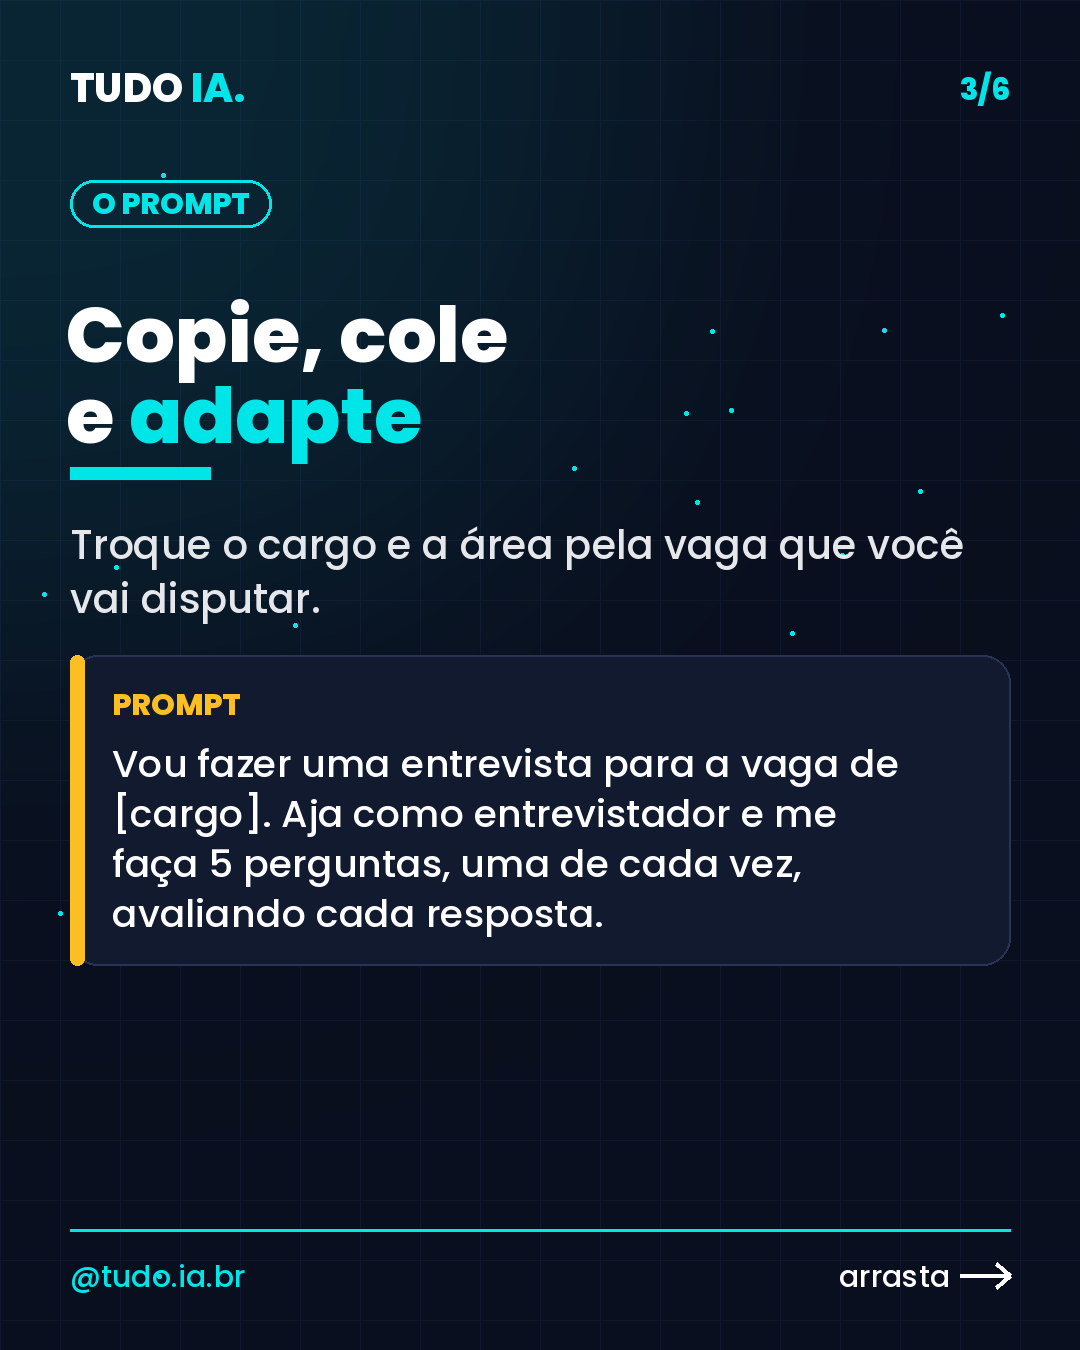 TUDO IA.
3/6
O PROMPT
Copie, cole
e adapte
Troque o cargo e a área pela vaga que você
vai disputar.
PROMPT
Vou fazer uma entrevista para a vaga de
[cargo]. Aja como entrevistador e me
faça 5 perguntas, uma de cada vez,
avaliando cada resposta.
@tudo.ia.br
arrasta